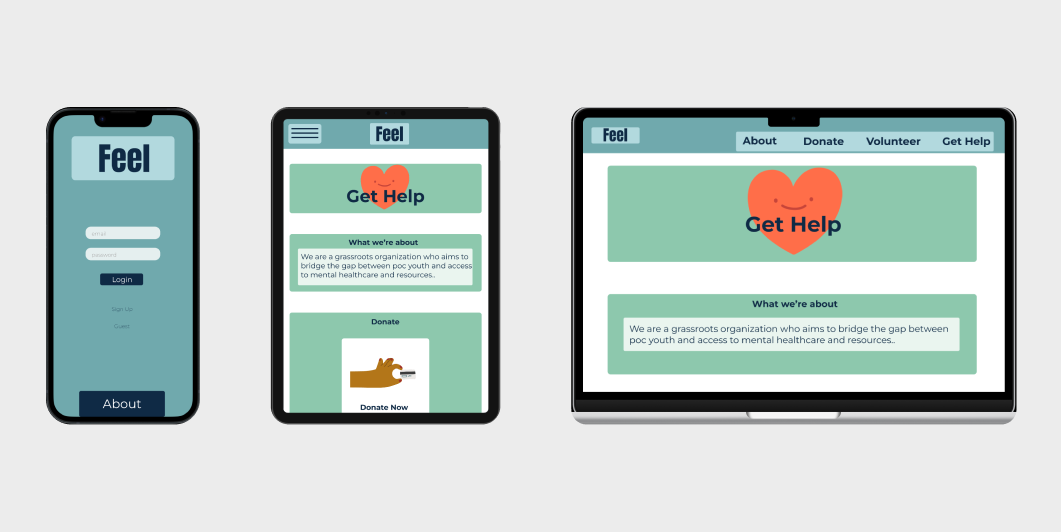 Feel
email
password
Login
Sign Up!
Guest
About
Feel
Get Help
What we're about
We are a grassroots organization who aims to
bridge the gap between poc youth and access
to mental healthcare and resources..
Donate
Donate Now
Feel
About Donate Volunteer Get Help
Get Help
What we're about
We are a grassroots organization who aims to bridge the gap between
poc youth and access to mental healthcare and resources..